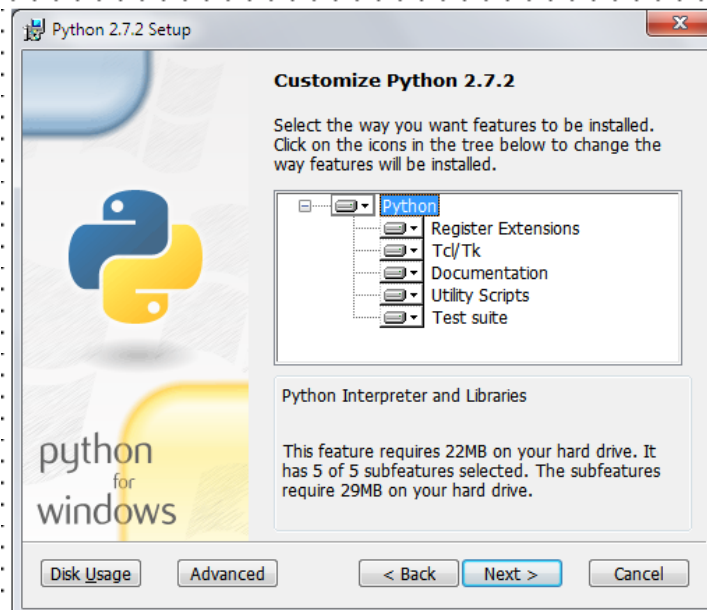 Python 2.7.2 Setup
Customize Python 2.7.2
Select the way you want features to be installed.
Click on the icons in the tree below to change the
way features will be installed.
Python
Register Extensions
Tcl/Tk
Documentation
Utility Scripts
Test suite
Python Interpreter and Libraries
This feature requires 22MB on your hard drive. It
has 5 of 5 subfeatures selected. The subfeatures
require 29MB on your hard drive.
python
for
windows
Disk Usage
Advanced
< Back
Next >
Cancel